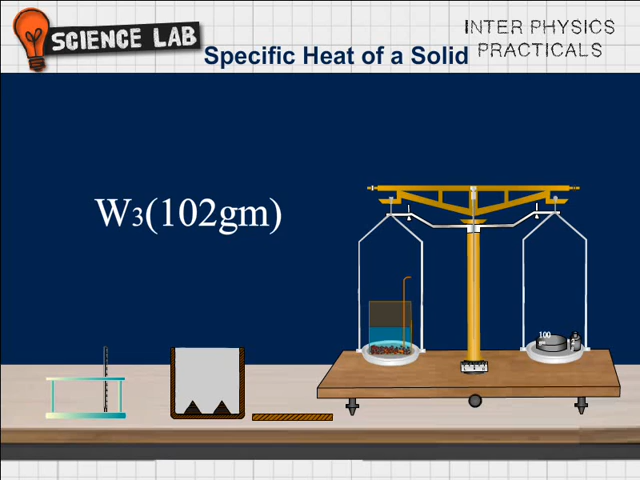 SCIENCE LAB
Specific Heat of a Solid
INTER PHYSICS
PRACTICALS
W3(102gm)
100